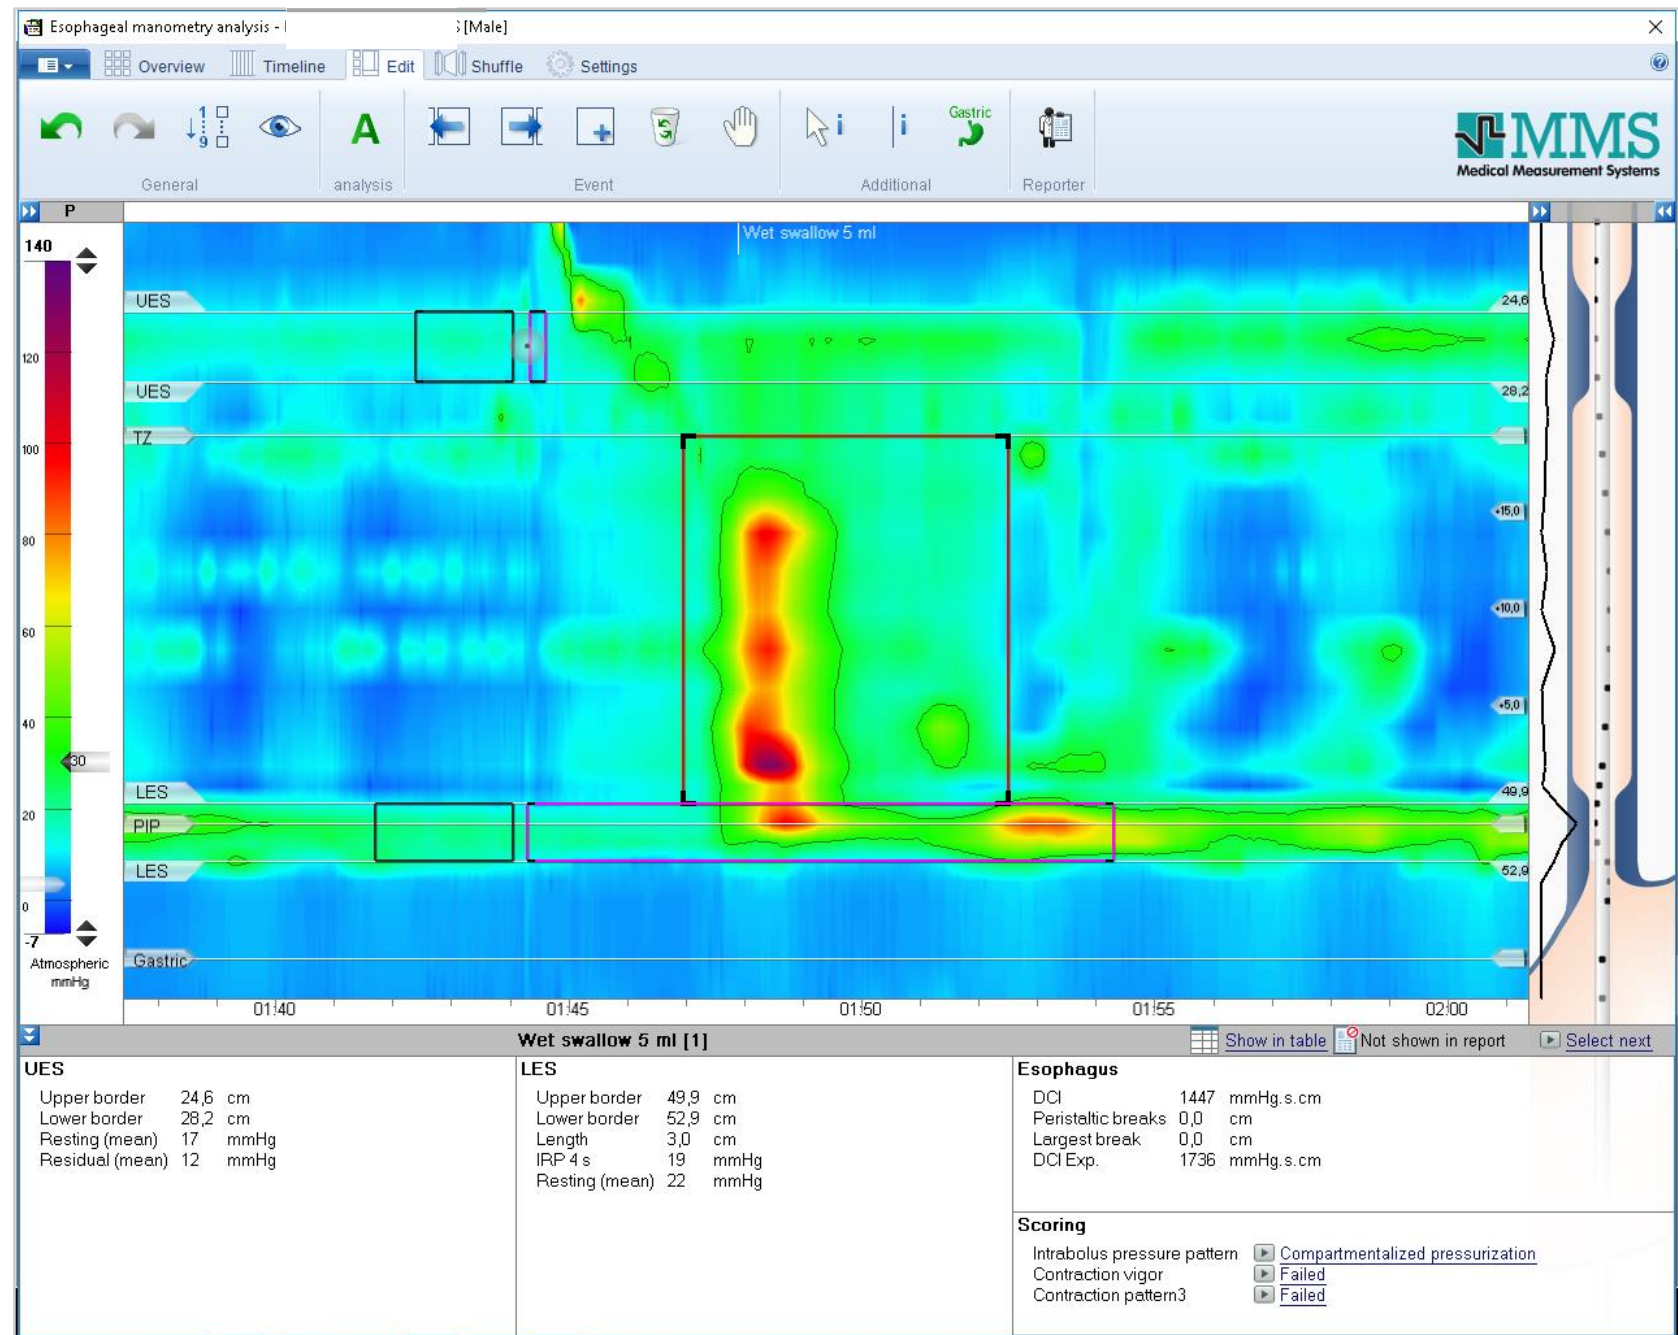 Esophageal manometry analysis - [Male]
Overview Timeline Edit Shuffle Settings
1
9
A
i
i
Gastric
General analysis Event Additional Reporter
MMS
Medical Measurement Systems
P
140
120
100
80
60
40
30
20
0
-7
Atmospheric
mmHg
Wet swallow 5 ml
UES 24,6
UES 28,2
TZ
+15,0
+10,0
+5,0
LES 49,9
PIP
LES 52,9
Gastric
01:40 01:45 01:50 01:55 02:00
Wet swallow 5 ml [1] Show in table Not shown in report Select next
UES
Upper border 24,6 cm
Lower border 28,2 cm
Resting (mean) 17 mmHg
Residual (mean) 12 mmHg
LES
Upper border 49,9 cm
Lower border 52,9 cm
Length 3,0 cm
IRP 4 s 19 mmHg
Resting (mean) 22 mmHg
Esophagus
DCI 1447 mmHg.s.cm
Peristaltic breaks 0,0 cm
Largest break 0,0 cm
DCI Exp. 1736 mmHg.s.cm
Scoring
Intrabolus pressure pattern Compartmentalized pressurization
Contraction vigor Failed
Contraction pattern3 Failed